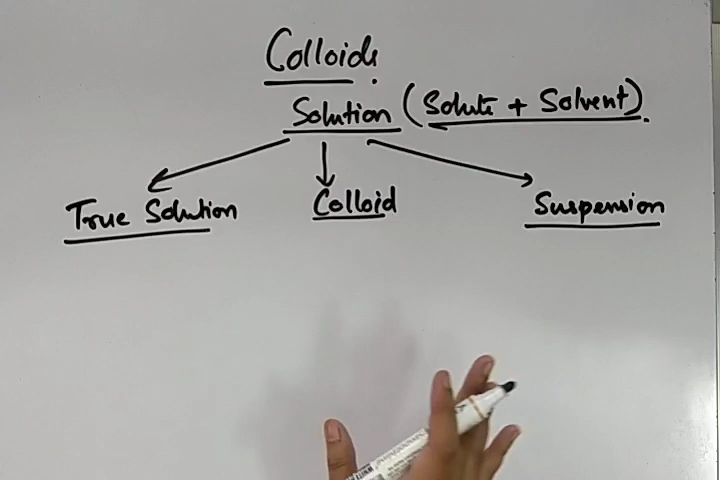 Colloids
Solution (Solute + Solvent).
True Solution
Colloid
Suspension